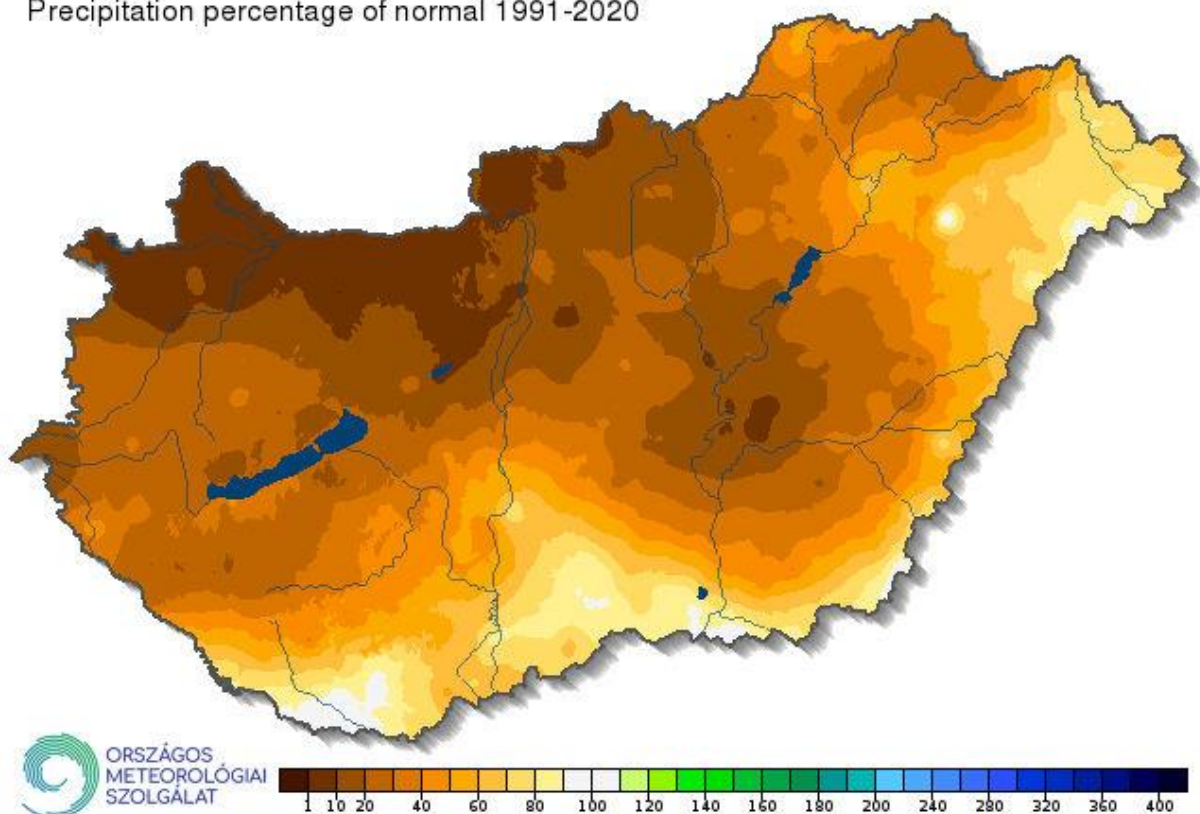 Precipitation percentage of normal 1991-2020
ORSZÁGOS
METEOROLÓGIAI
SZOLGÁLAT
1 10 20 40 60 80 100 120 140 160 180 200 240 280 320 360 400